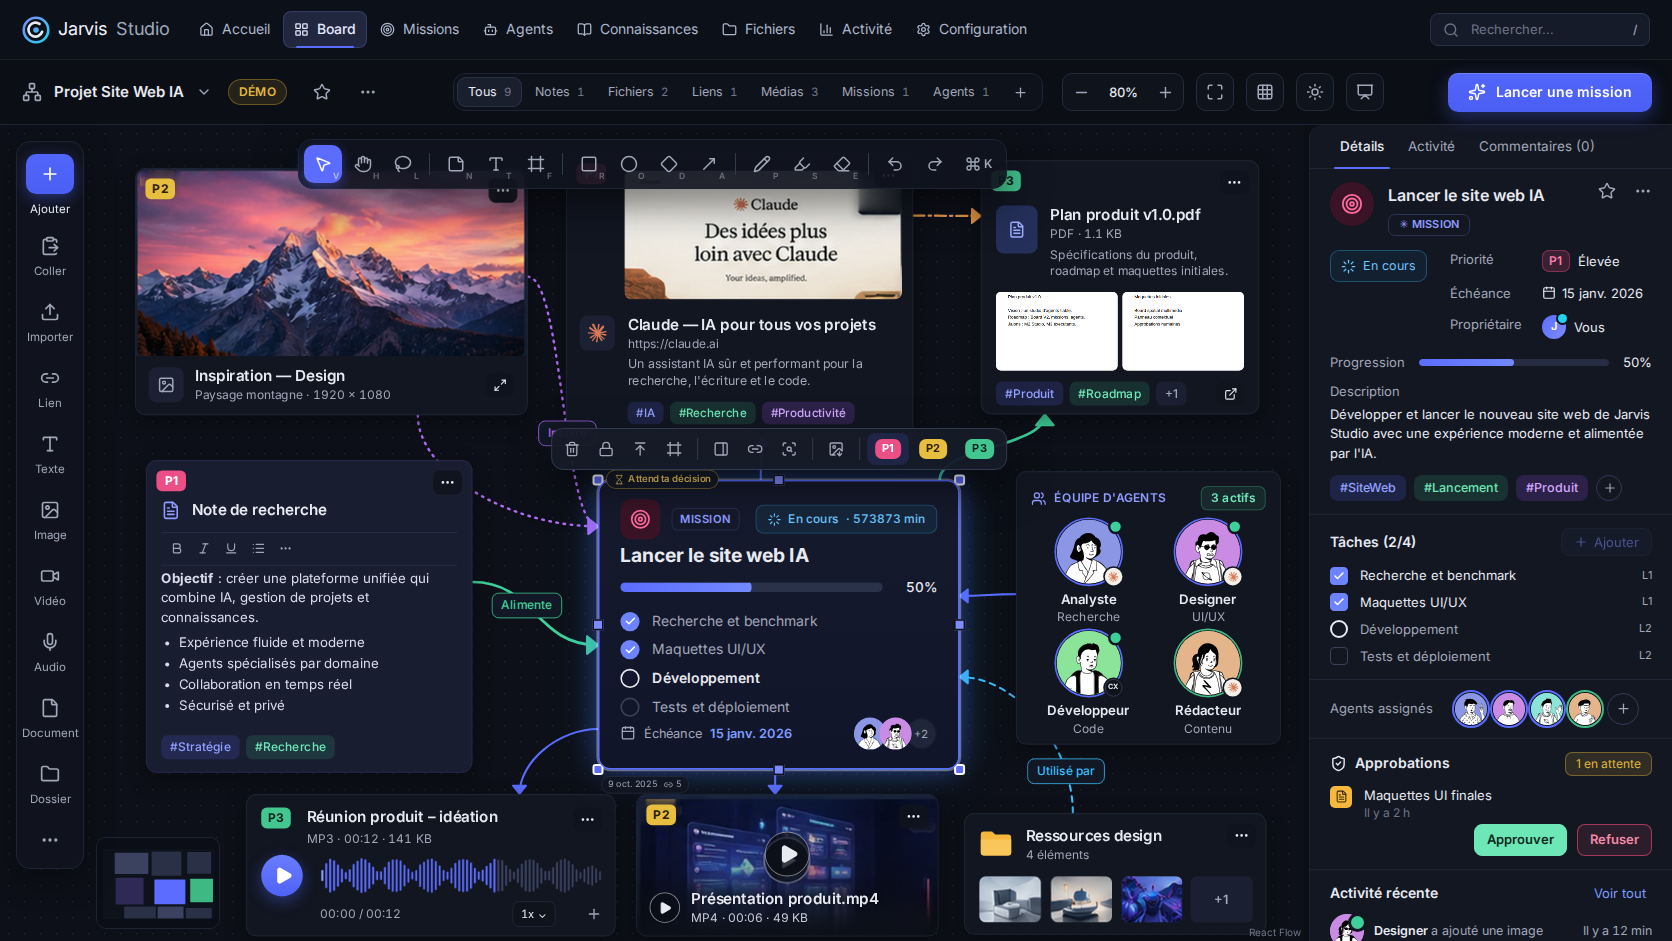 Jarvis Studio
Accueil
Board
Missions
Agents
Connaissances
Fichiers
Activité
Configuration
Rechercher... /
Projet Site Web IA
DÉMO
Tous 9
Notes 1
Fichiers 2
Liens 1
Médias 3
Missions 1
Agents 1
80%
Lancer une mission
Ajouter
Coller
Importer
Lien
Texte
Image
Vidéo
Audio
Document
Dossier
V
H
L
N
T
F
R
O
D
A
P
S
E
⌘K
P2
Inspiration — Design
Paysage montagne · 1920 × 1080
Claude
Des idées plus
loin avec Claude
Your ideas, amplified.
Claude — IA pour tous vos projets
https://claude.ai
Un assistant IA sûr et performant pour la
recherche, l'écriture et le code.
#IA
#Recherche
#Productivité
P3
Plan produit v1.0.pdf
PDF · 1.1 KB
Spécifications du produit,
roadmap et maquettes initiales.
Plan produit v1.0
Maquettes initiales
#Produit
#Roadmap
+1
P1
P2
P3
P1
Note de recherche
B
I
U
Objectif : créer une plateforme unifiée qui
combine IA, gestion de projets et
connaissances.
• Expérience fluide et moderne
• Agents spécialisés par domaine
• Collaboration en temps réel
• Sécurisé et privé
#Stratégie
#Recherche
Alimente
Attend ta décision
MISSION
En cours · 573873 min
Lancer le site web IA
50%
Recherche et benchmark
Maquettes UI/UX
Développement
Tests et déploiement
Échéance 15 janv. 2026
+2
9 oct. 2025
5
ÉQUIPE D'AGENTS
3 actifs
Analyste
Recherche
Designer
UI/UX
CX
Développeur
Code
Rédacteur
Contenu
Utilisé par
P3
Réunion produit – idéation
MP3 · 00:12 · 141 KB
00:00 / 00:12
1x
P2
Présentation produit.mp4
MP4 · 00:06 · 49 KB
Ressources design
4 éléments
+1
React Flow
Détails
Activité
Commentaires (0)
Lancer le site web IA
MISSION
En cours
Priorité
P1 Élevée
Échéance
15 janv. 2026
Propriétaire
J Vous
Progression
50%
Description
Développer et lancer le nouveau site web de Jarvis
Studio avec une expérience moderne et alimentée
par l'IA.
#SiteWeb
#Lancement
#Produit
Tâches (2/4)
+ Ajouter
Recherche et benchmark L1
Maquettes UI/UX L1
Développement L2
Tests et déploiement L2
Agents assignés
Approbations
1 en attente
Maquettes UI finales
Il y a 2 h
Approuver
Refuser
Activité récente
Voir tout
Designer a ajouté une image
Il y a 12 min